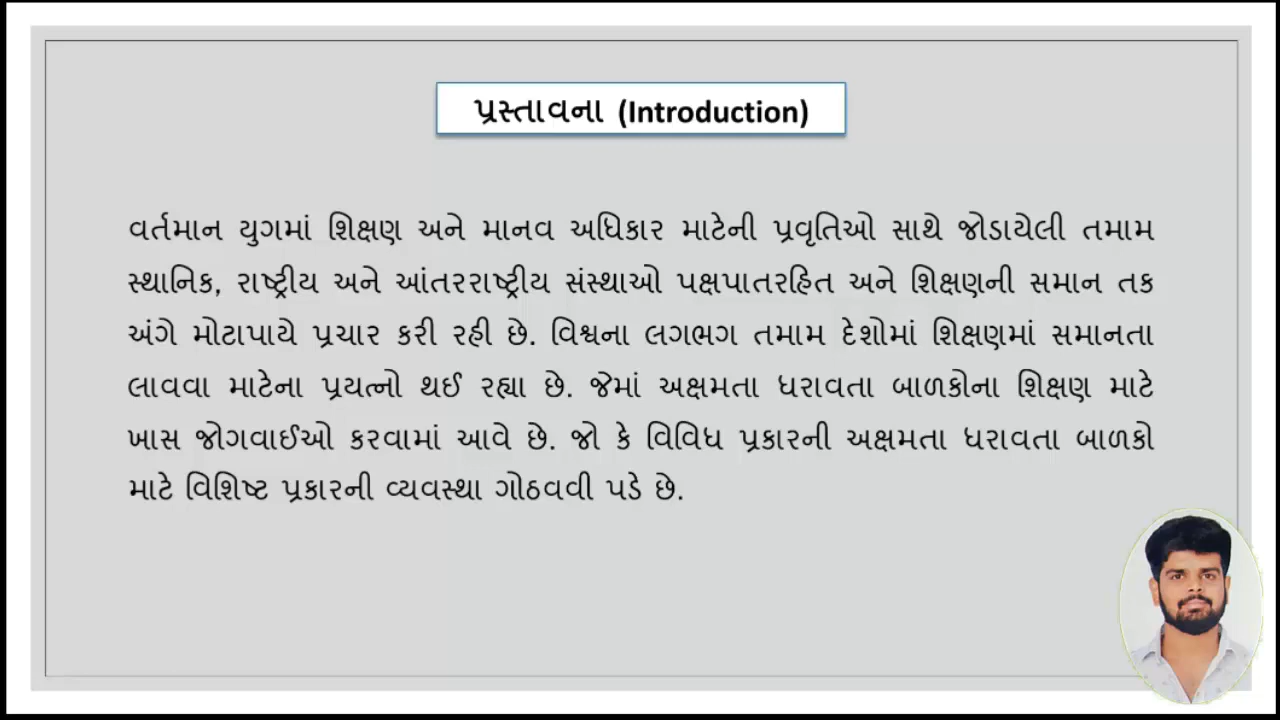 પ્રસ્તાવના (Introduction)
વર્તમાન યુગમાં શિક્ષણ અને માનવ અધિકાર માટેની પ્રવૃતિઓ સાથે જોડાયેલી તમામ
સ્થાનિક, રાષ્ટ્રીય અને આંતરરાષ્ટ્રીય સંસ્થાઓ પક્ષપાતરહિત અને શિક્ષણની સમાન તક
અંગે મોટાપાયે પ્રચાર કરી રહી છે. વિશ્વના લગભગ તમામ દેશોમાં શિક્ષણમાં સમાનતા
લાવવા માટેના પ્રયત્નો થઈ રહ્યા છે. જેમાં અક્ષમતા ધરાવતા બાળકોના શિક્ષણ માટે
ખાસ જોગવાઈઓ કરવામાં આવે છે. જો કે વિવિધ પ્રકારની અક્ષમતા ધરાવતા બાળકો
માટે વિશિષ્ટ પ્રકારની વ્યવસ્થા ગોઠવવી પડે છે.